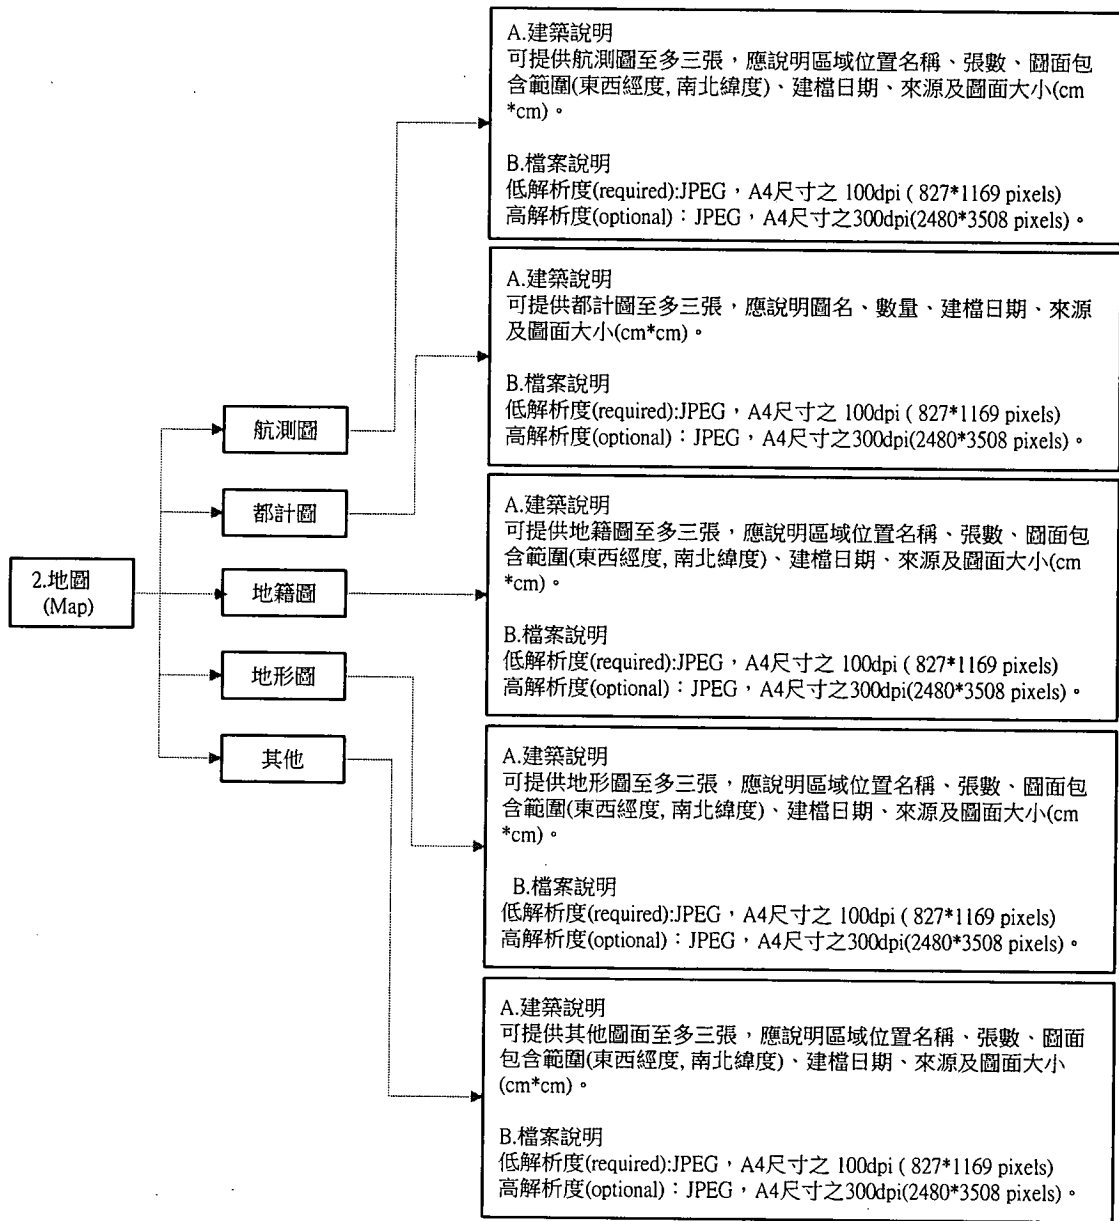 2.地圖
(Map)
航測圖
都計圖
地籍圖
地形圖
其他
A.建築說明
可提供航測圖至多三張，應說明區域位置名稱、張數、圖面包
含範圍(東西經度, 南北緯度)、建檔日期、來源及圖面大小(cm
*cm)。
B.檔案說明
低解析度(required):JPEG，A4尺寸之 100dpi ( 827*1169 pixels)
高解析度(optional)：JPEG，A4尺寸之300dpi(2480*3508 pixels)。
A.建築說明
可提供都計圖至多三張，應說明圖名、數量、建檔日期、來源
及圖面大小(cm*cm)。
B.檔案說明
低解析度(required):JPEG，A4尺寸之 100dpi ( 827*1169 pixels)
高解析度(optional)：JPEG，A4尺寸之300dpi(2480*3508 pixels)。
A.建築說明
可提供地籍圖至多三張，應說明區域位置名稱、張數、圖面包
含範圍(東西經度, 南北緯度)、建檔日期、來源及圖面大小(cm
*cm)。
B.檔案說明
低解析度(required):JPEG，A4尺寸之 100dpi ( 827*1169 pixels)
高解析度(optional)：JPEG，A4尺寸之300dpi(2480*3508 pixels)。
A.建築說明
可提供地形圖至多三張，應說明區域位置名稱、張數、圖面包
含範圍(東西經度, 南北緯度)、建檔日期、來源及圖面大小(cm
*cm)。
B.檔案說明
低解析度(required):JPEG，A4尺寸之 100dpi ( 827*1169 pixels)
高解析度(optional)：JPEG，A4尺寸之300dpi(2480*3508 pixels)。
A.建築說明
可提供其他圖面至多三張，應說明區域位置名稱、張數、圖面
包含範圍(東西經度, 南北緯度)、建檔日期、來源及圖面大小
(cm*cm)。
B.檔案說明
低解析度(required):JPEG，A4尺寸之 100dpi ( 827*1169 pixels)
高解析度(optional)：JPEG，A4尺寸之300dpi(2480*3508 pixels)。